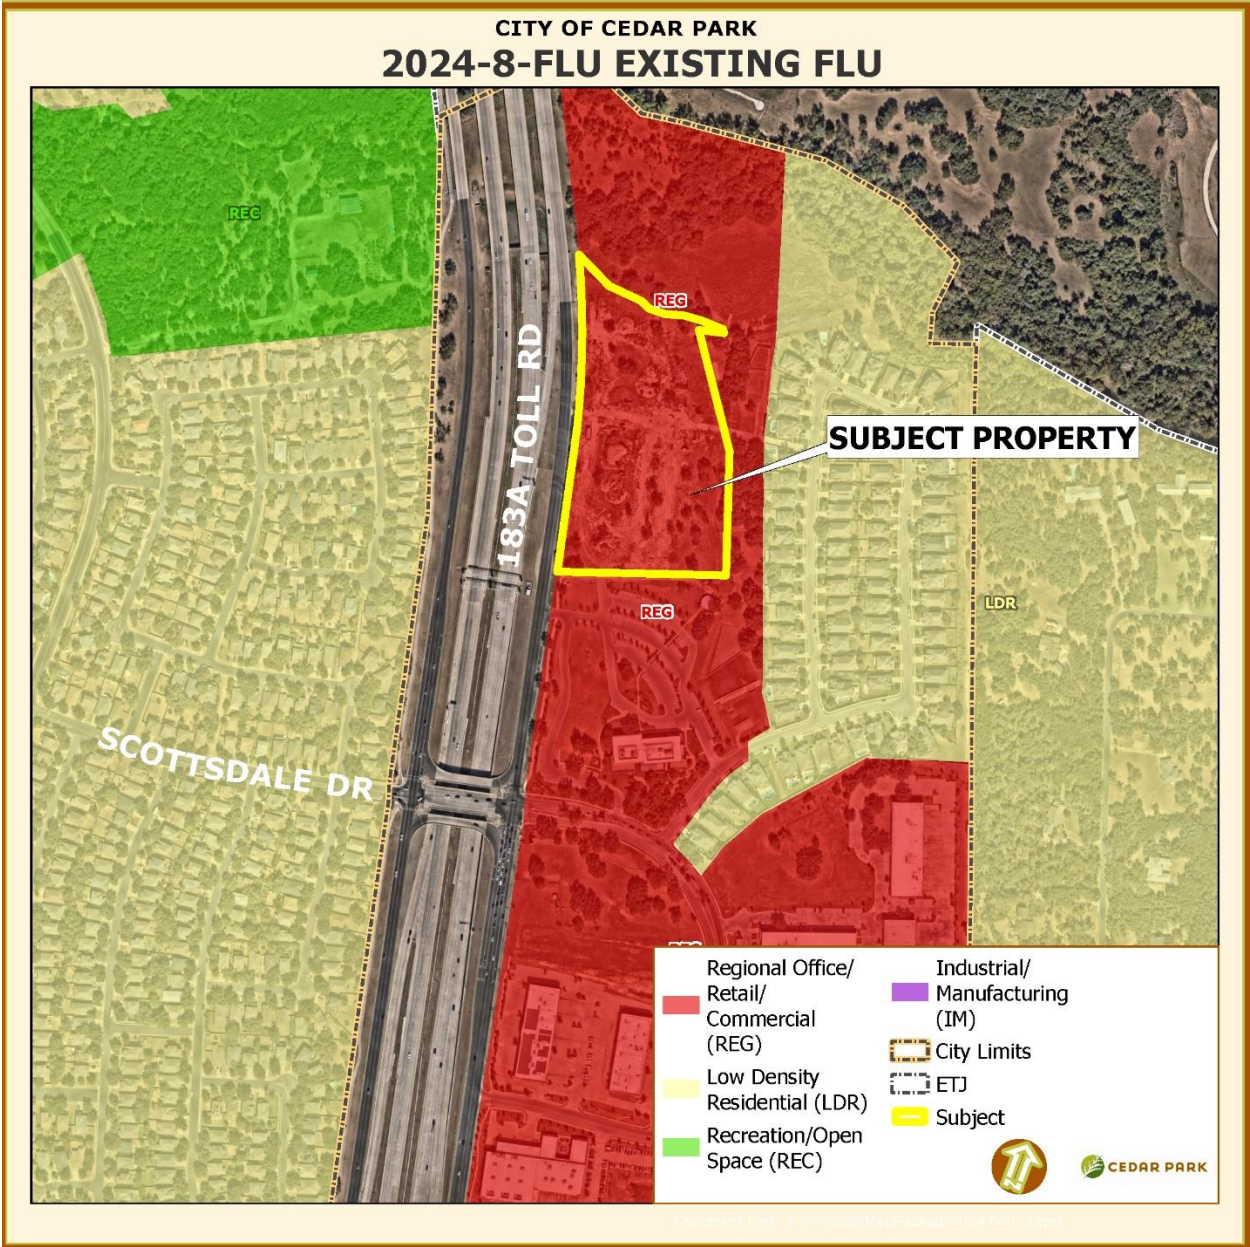 CITY OF CEDAR PARK
2024-8-FLU EXISTING FLU
REC
REG
183A TOLL RD
SUBJECT PROPERTY
LDR
REG
SCOTTSDALE DR
Regional Office/
Retail/
Commercial
(REG)
Low Density
Residential (LDR)
Recreation/Open
Space (REC)
Industrial/
Manufacturing
(IM)
City Limits
ETJ
Subject
N
CEDAR PARK